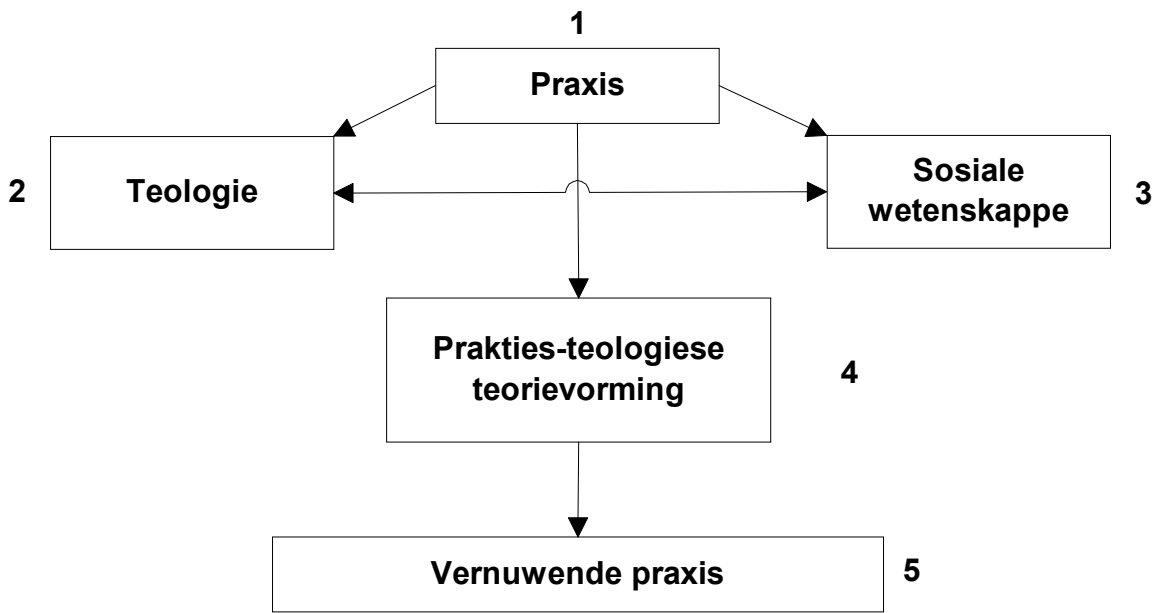 1
Praxis
2
Teologie
Sosiale
wetenskappe
3
Prakties-teologiese
teorievorming
4
Vernuwende praxis
5